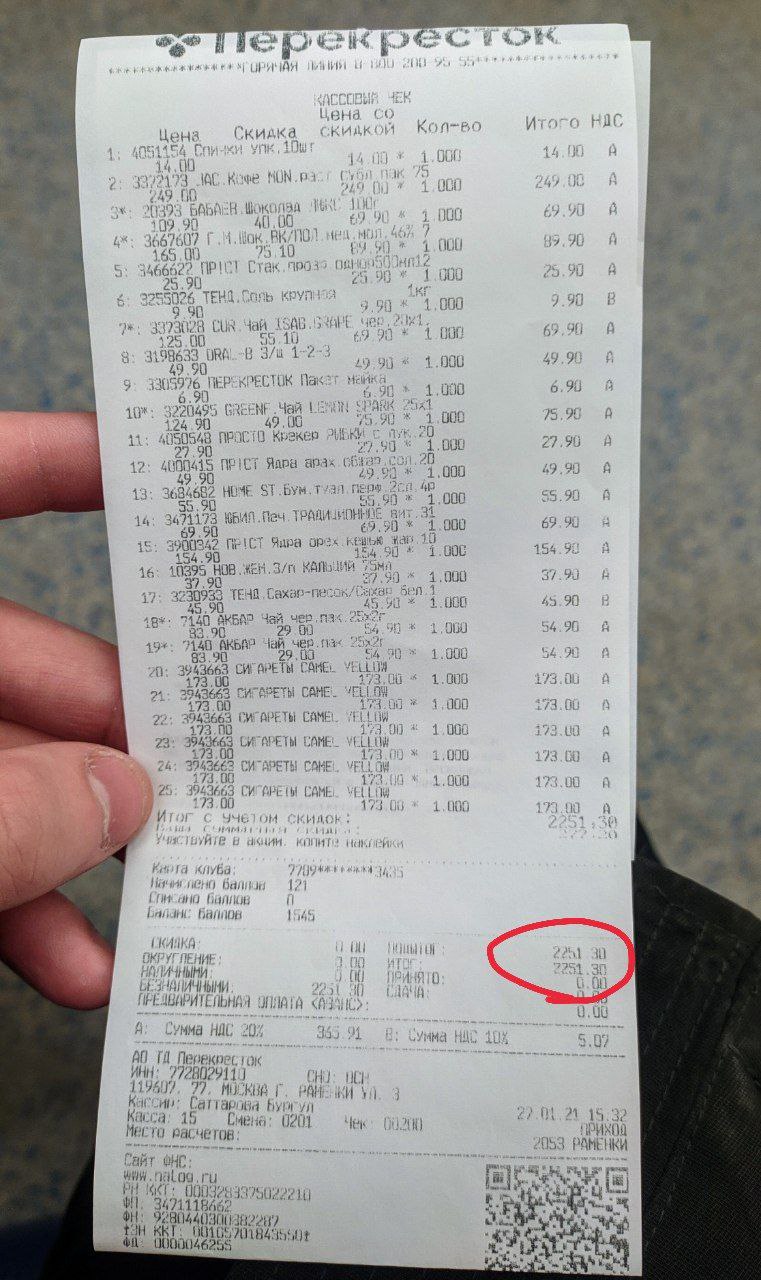 Перекресток
*****************ГОРЯЧАЯ ЛИНИЯ 8-800-200-95-55*****************
КАССОВЫЙ ЧЕК
Цена со
Цена Скидка скидкой Кол-во Итого НДС
1: 4051154 Спички упк.10шт
14.00 14.00 * 1.000 14.00 А
2: 3372173 JAC.Кофе MON.раст субл.пак 75
249.00 249.00 * 1.000 249.00 А
3*: 20393 БАБАЕВ.Шоколад ЛЮКС 100г
109.90 40.00 69.90 * 1.000 69.90 А
4*: 3667607 Г.М.Шок.ВК/ПОЛ.мед.мол.46% 7
165.00 75.10 89.90 * 1.000 89.90 А
5: 3466622 ПР!СТ Стак.прозр одно р500мл12
25.90 25.90 * 1.000 25.90 А
6: 3255026 ТЕНД.Соль крупная 1кг
9.90 9.90 * 1.000 9.90 В
7*: 3373028 CUR.Чай ISAB.GRAPE чер.20х1.
125.00 55.10 69.90 * 1.000 69.90 А
8: 3198633 ORAL-B З/щ 1-2-3
49.90 49.90 * 1.000 49.90 А
9: 3305976 ПЕРЕКРЕСТОК Пакет майка
6.90 6.90 * 1.000 6.90 А
10*: 3220495 GREENF.Чай LEMON SPARK 25х1
124.90 49.00 75.90 * 1.000 75.90 А
11: 4050548 ПРОСТО Крекер РЫБКИ с лук.20
27.90 27.90 * 1.000 27.90 А
12: 4000415 ПР!СТ Ядра арах.обжар.сол.20
49.90 49.90 * 1.000 49.90 А
13: 3684682 HOME ST.Бум.туал.перф.2сл.4р
55.90 55.90 * 1.000 55.90 А
14: 3471173 ЮБИЛ.Печ.ТРАДИЦИОННОЕ вит.31
69.90 69.90 * 1.000 69.90 А
15: 3900342 ПР!СТ Ядра орех.кешью жар.10
154.90 154.90 * 1.000 154.90 А
16: 10395 НОВ.ЖЕМ.З/п КАЛЬЦИЙ 75мл
37.90 37.90 * 1.000 37.90 А
17: 3230933 ТЕНД.Сахар-песок/Сахар бел.1
45.90 45.90 * 1.000 45.90 В
18*: 7140 АКБАР Чай чер.пак.25х2г
83.90 29.00 54.90 * 1.000 54.90 А
19*: 7140 АКБАР Чай чер.пак.25х2г
83.90 29.00 54.90 * 1.000 54.90 А
20: 3943663 СИГАРЕТЫ CAMEL YELLOW
173.00 173.00 * 1.000 173.00 А
21: 3943663 СИГАРЕТЫ CAMEL YELLOW
173.00 173.00 * 1.000 173.00 А
22: 3943663 СИГАРЕТЫ CAMEL YELLOW
173.00 173.00 * 1.000 173.00 А
23: 3943663 СИГАРЕТЫ CAMEL YELLOW
173.00 173.00 * 1.000 173.00 А
24: 3943663 СИГАРЕТЫ CAMEL YELLOW
173.00 173.00 * 1.000 173.00 А
25: 3943663 СИГАРЕТЫ CAMEL YELLOW
173.00 173.00 * 1.000 173.00 А
Итог с учетом скидок: 2251.30
Ваша суммарная скидка:
Участвуйте в акции, копите наклейки
Карта клуба: 7789*******3435
Начислено баллов 121
Списано баллов 0
Баланс баллов 1545
СКИДКА: 0.00 ПОДЫТОГ: 2251.30
ОКРУГЛЕНИЕ: 0.00 ИТОГ: 2251.30
НАЛИЧНЫМИ: 0.00 ПРИНЯТО: 0.00
БЕЗНАЛИЧНЫМИ: 2251.30 СДАЧА: 0.00
ПРЕДВАРИТЕЛЬНАЯ ОПЛАТА <АВАНС>: 0.00
А: Сумма НДС 20% 365.91 В: Сумма НДС 10% 5.07
АО ТД Перекресток
ИНН: 7728029110 СНО: ОСН
119607, 77, МОСКВА Г, РАМЕНКИ УЛ, 3
Кассир: Саттарова Бургул
Касса: 15 Смена: 0201 Чек: 00200 27.01.21 15:32
ПРИХОД
Место расчетов: 2053 РАМЕНКИ
Сайт ФНС:
www.nalog.ru
РН ККТ: 0003283375022210
ФП: 3471118662
ФН: 9280440300382287
ЗН ККТ: 00105701843550
ФД: 0000046255